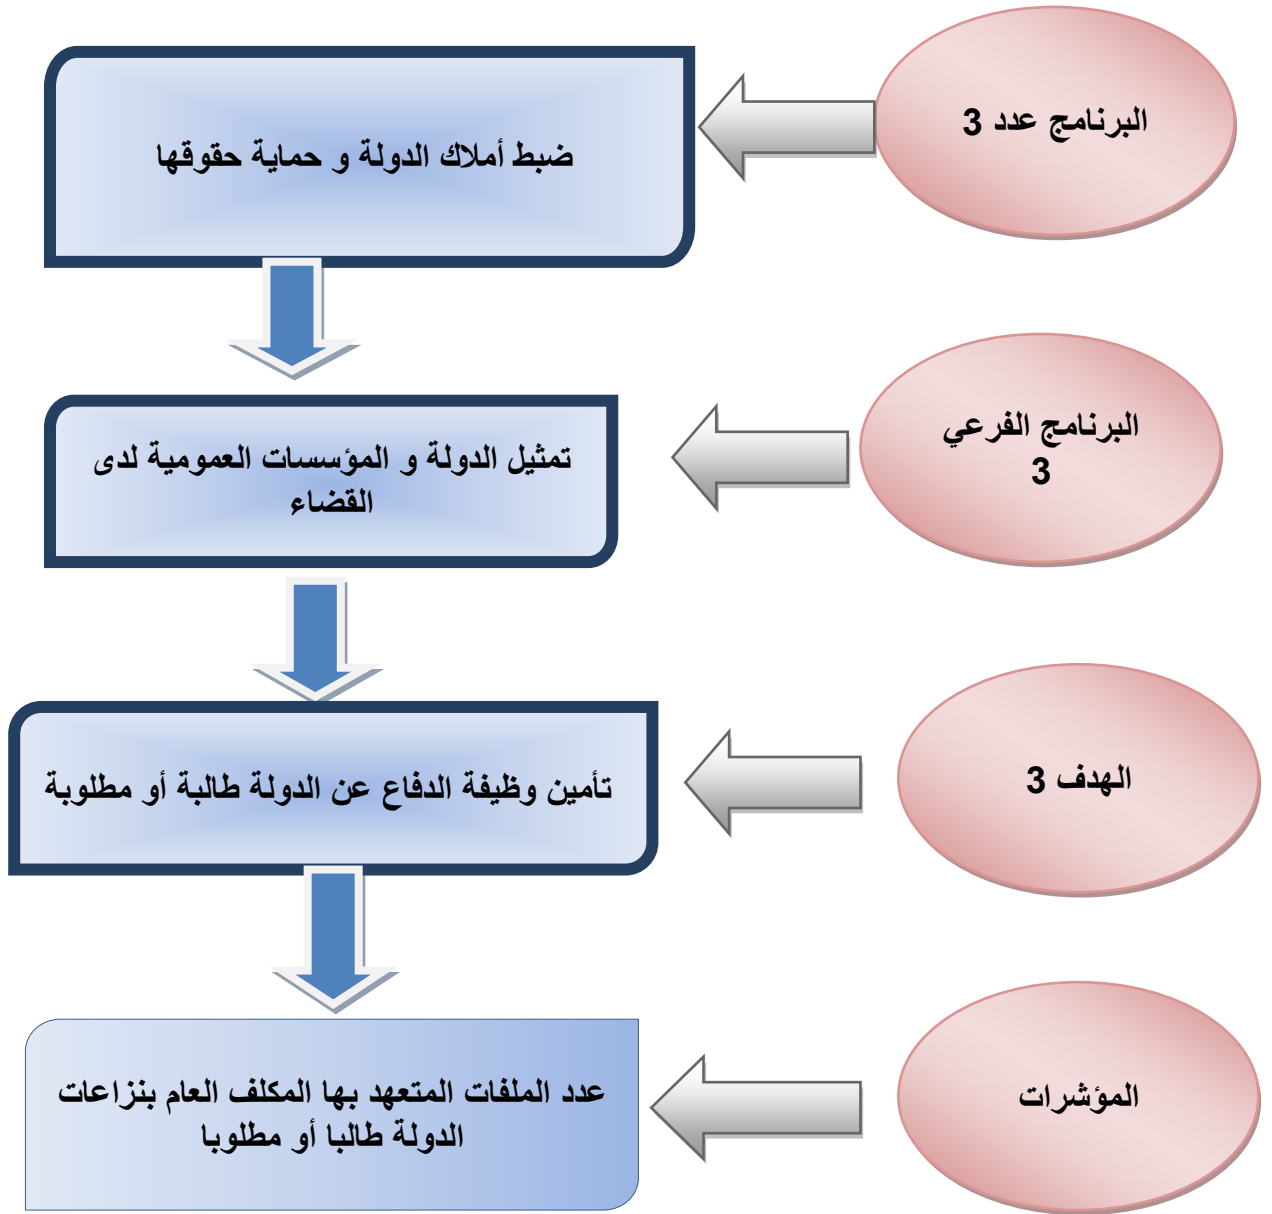 البرنامج عدد 3
ضبط أملاك الدولة و حماية حقوقها
البرنامج الفرعي
3
تمثيل الدولة و المؤسسات العمومية لدى
القضاء
الهدف 3
تأمين وظيفة الدفاع عن الدولة طالبة أو مطلوبة
المؤشرات
عدد الملفات المتعهد بها المكلف العام بنزاعات
الدولة طالبا أو مطلوبا